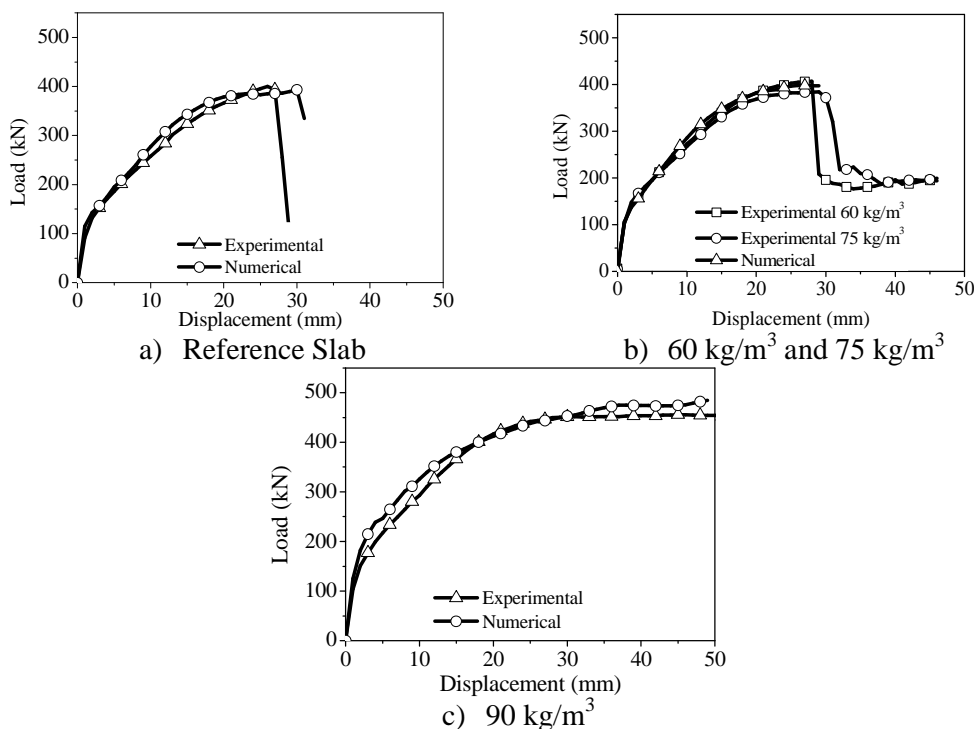 500
400
300
200
100
0
Load (kN)
Experimental
Numerical
0 10 20 30 40 50
Displacement (mm)
a) Reference Slab
500
400
300
200
100
0
Load (kN)
Experimental 60 kg/m³
Experimental 75 kg/m³
Numerical
0 10 20 30 40 50
Displacement (mm)
b) 60 kg/m³ and 75 kg/m³
500
400
300
200
100
0
Load (kN)
Experimental
Numerical
0 10 20 30 40 50
Displacement (mm)
c) 90 kg/m³